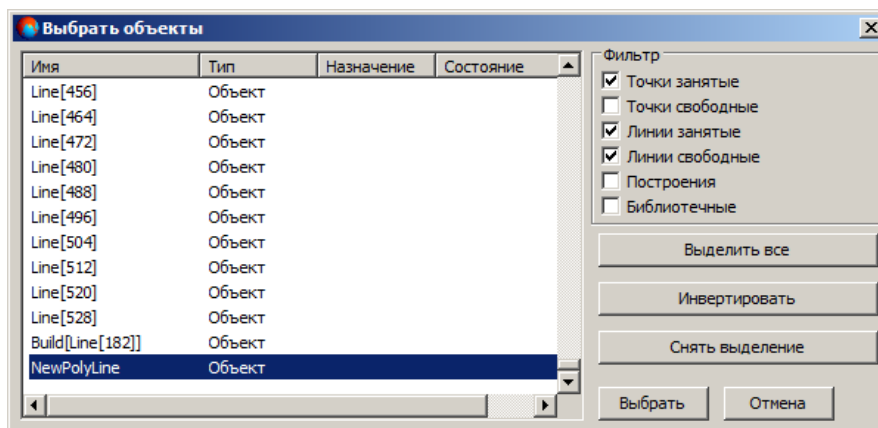 Выбрать объекты
Имя Тип Назначение Состояние
Line[456] Объект
Line[464] Объект
Line[472] Объект
Line[480] Объект
Line[488] Объект
Line[496] Объект
Line[504] Объект
Line[512] Объект
Line[520] Объект
Line[528] Объект
Build[Line[182]] Объект
NewPolyLine Объект
Фильтр
Точки занятые
Точки свободные
Линии занятые
Линии свободные
Построения
Библиотечные
Выделить все
Инвертировать
Снять выделение
Выбрать Отмена